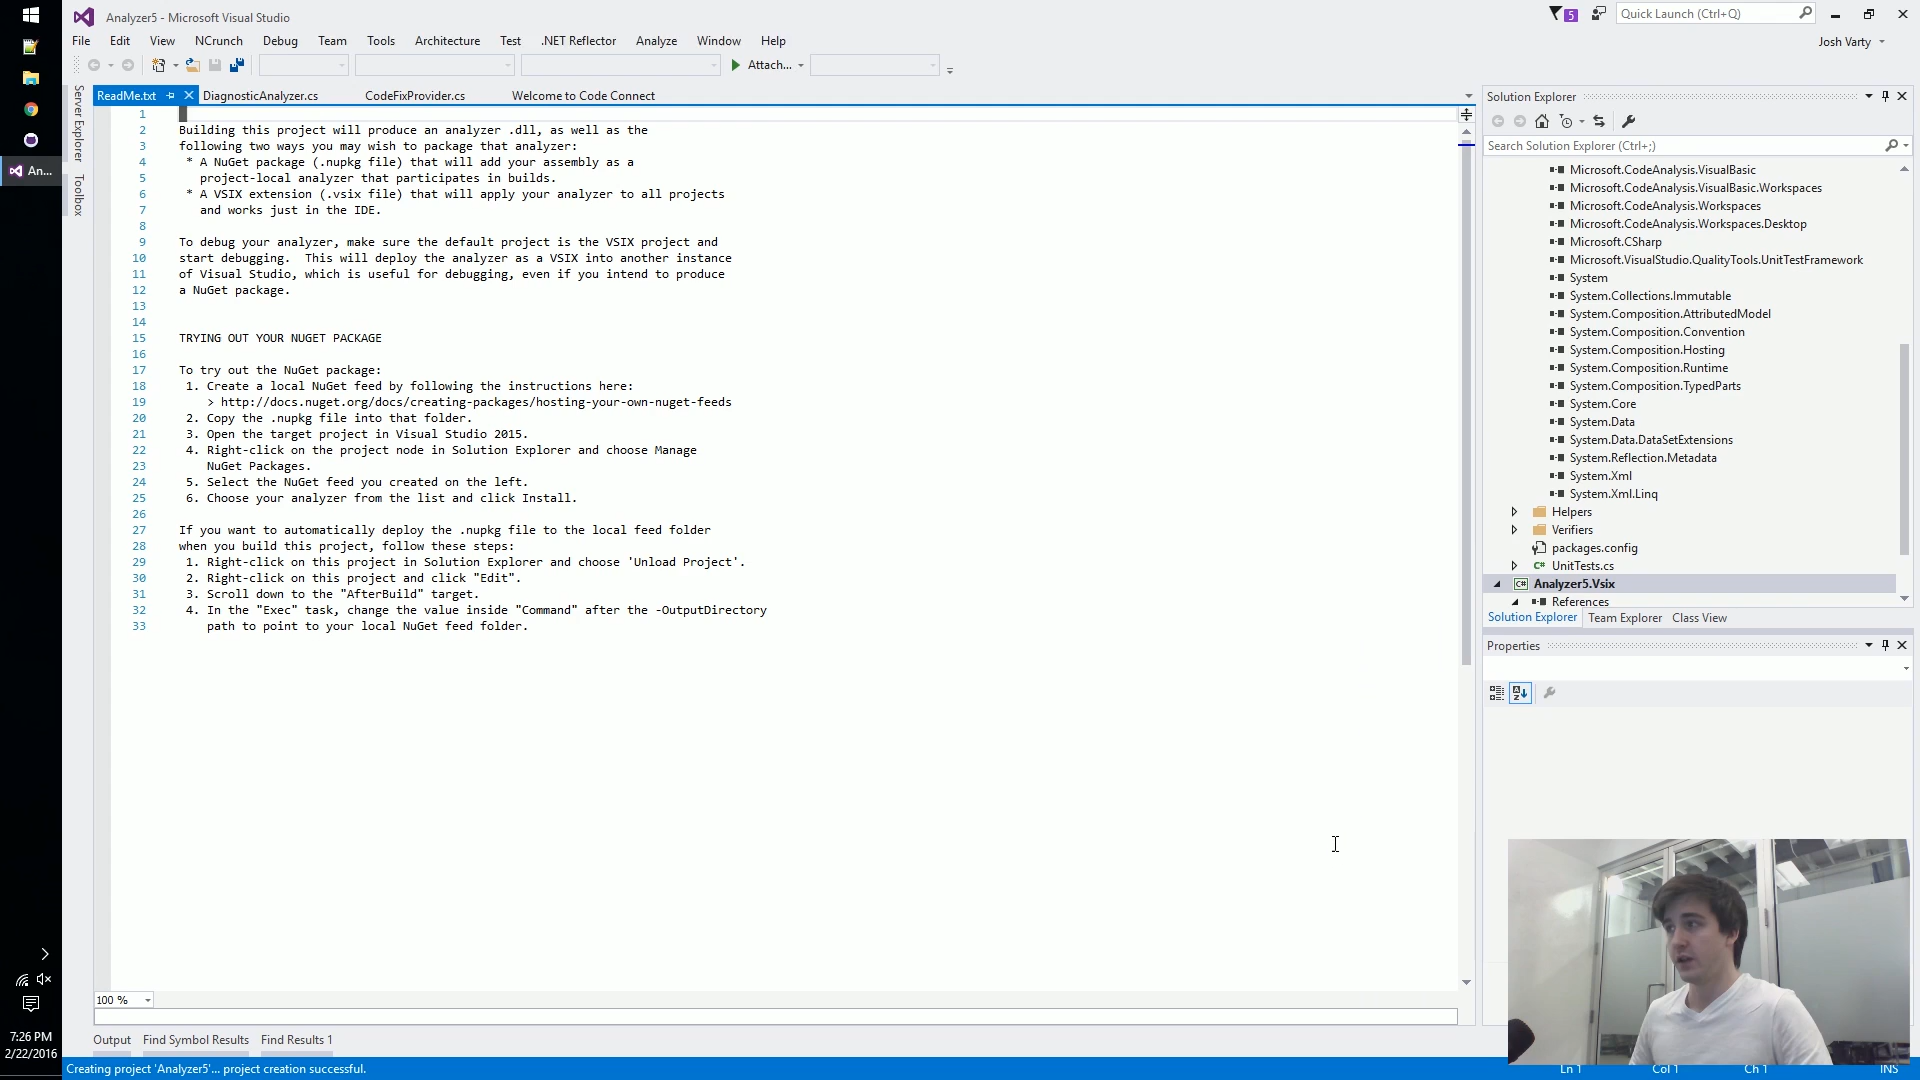 Analyzer5 - Microsoft Visual Studio
5
Quick Launch (Ctrl+Q)
File Edit View NCrunch Debug Team Tools Architecture Test .NET Reflector Analyze Window Help
Josh Varty
Attach...
Server Explorer
Toolbox
An...
ReadMe.txt DiagnosticAnalyzer.cs CodeFixProvider.cs Welcome to Code Connect
1
2 Building this project will produce an analyzer .dll, as well as the
3 following two ways you may wish to package that analyzer:
4 * A NuGet package (.nupkg file) that will add your assembly as a
5 project-local analyzer that participates in builds.
6 * A VSIX extension (.vsix file) that will apply your analyzer to all projects
7 and works just in the IDE.
8
9 To debug your analyzer, make sure the default project is the VSIX project and
10 start debugging.  This will deploy the analyzer as a VSIX into another instance
11 of Visual Studio, which is useful for debugging, even if you intend to produce
12 a NuGet package.
13
14
15 TRYING OUT YOUR NUGET PACKAGE
16
17 To try out the NuGet package:
18 1. Create a local NuGet feed by following the instructions here:
19 > http://docs.nuget.org/docs/creating-packages/hosting-your-own-nuget-feeds
20 2. Copy the .nupkg file into that folder.
21 3. Open the target project in Visual Studio 2015.
22 4. Right-click on the project node in Solution Explorer and choose Manage
23 NuGet Packages.
24 5. Select the NuGet feed you created on the left.
25 6. Choose your analyzer from the list and click Install.
26
27 If you want to automatically deploy the .nupkg file to the local feed folder
28 when you build this project, follow these steps:
29 1. Right-click on this project in Solution Explorer and choose 'Unload Project'.
30 2. Right-click on this project and click "Edit".
31 3. Scroll down to the "AfterBuild" target.
32 4. In the "Exec" task, change the value inside "Command" after the -OutputDirectory
33 path to point to your local NuGet feed folder.
100 %
Output Find Symbol Results Find Results 1
Solution Explorer
Search Solution Explorer (Ctrl+;)
Microsoft.CodeAnalysis.VisualBasic
Microsoft.CodeAnalysis.VisualBasic.Workspaces
Microsoft.CodeAnalysis.Workspaces
Microsoft.CodeAnalysis.Workspaces.Desktop
Microsoft.CSharp
Microsoft.VisualStudio.QualityTools.UnitTestFramework
System
System.Collections.Immutable
System.Composition.AttributedModel
System.Composition.Convention
System.Composition.Hosting
System.Composition.Runtime
System.Composition.TypedParts
System.Core
System.Data
System.Data.DataSetExtensions
System.Reflection.Metadata
System.Xml
System.Xml.Linq
Helpers
Verifiers
packages.config
C# UnitTests.cs
C# Analyzer5.Vsix
References
Solution Explorer Team Explorer Class View
Properties
7:26 PM
2/22/2016
Creating project 'Analyzer5'... project creation successful.
Ln 1 Col 1 Ch 1 INS